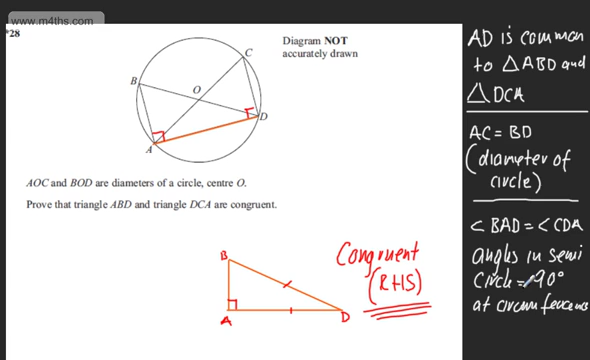 www.m4ths.com
*28
Diagram NOT
accurately drawn
C
B
O
D
A
AOC and BOD are diameters of a circle, centre O.
Prove that triangle ABD and triangle DCA are congruent.
B
A
D
Congruent
(RHS)
AD is common
to △ABD and
△DCA
AC = BD
(diameter of
circle)
< BAD = < CDA
angles in semi
circle = 90°
at circumference